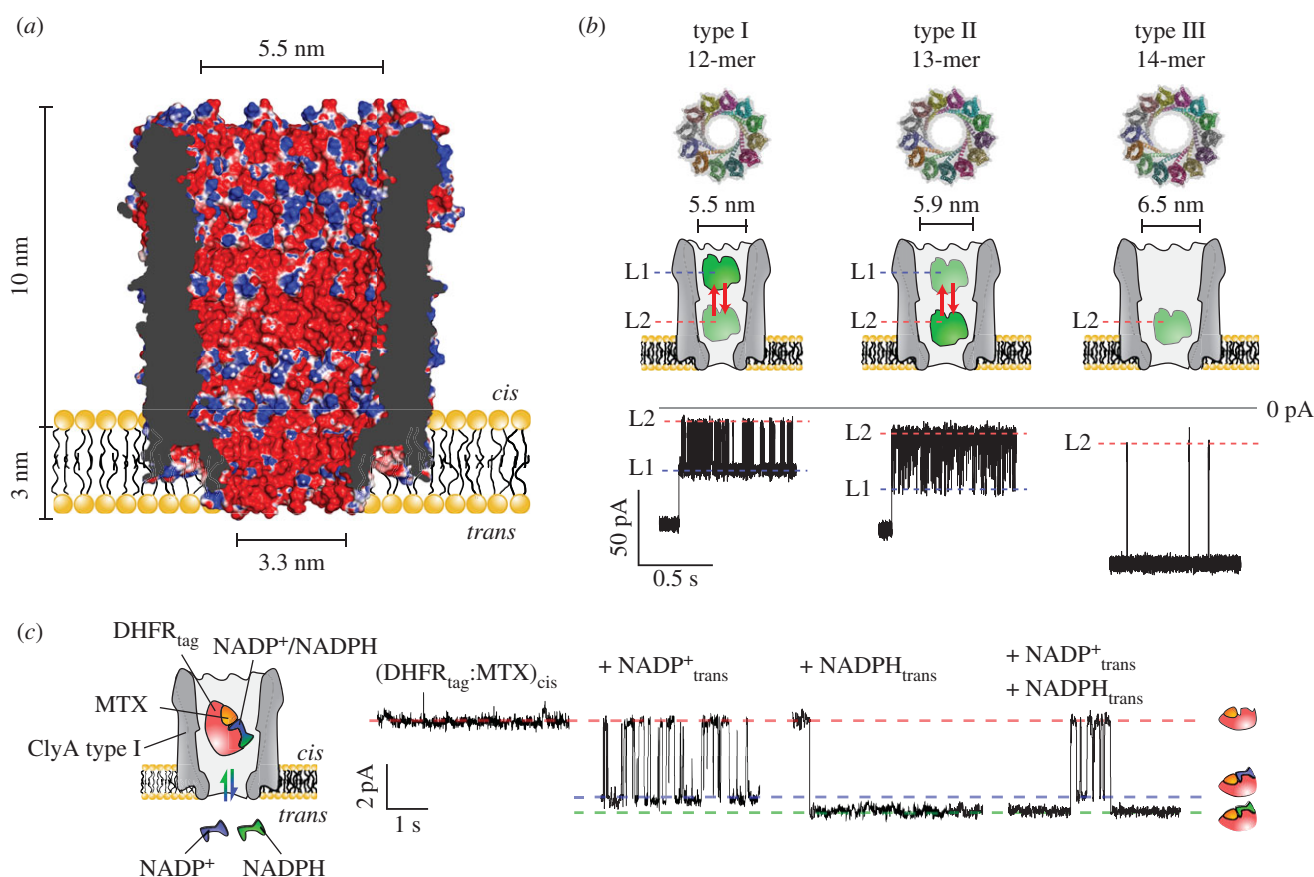 (a)
5.5 nm
10 nm
3 nm
cis
trans
3.3 nm
(b)
type I
12-mer
type II
13-mer
type III
14-mer
5.5 nm
5.9 nm
6.5 nm
L1
L2
L1
L2
L2
0 pA
L2
L1
L2
L1
L2
50 pA
0.5 s
(c)
DHFRtag
NADP+/NADPH
MTX
ClyA type I
cis
trans
NADP+
NADPH
(DHFRtag:MTX)cis
2 pA
1 s
+ NADP+trans
+ NADPHtrans
+ NADP+trans
+ NADPHtrans